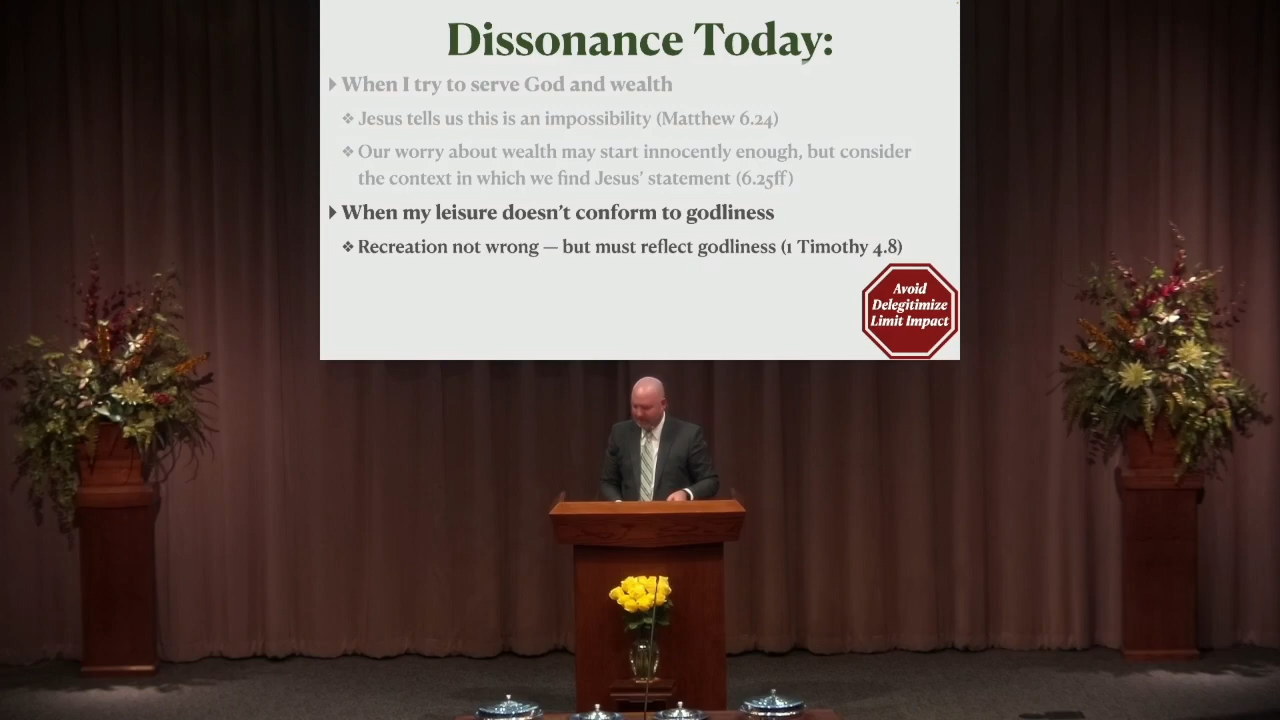 Dissonance Today:
When I try to serve God and wealth
Jesus tells us this is an impossibility (Matthew 6.24)
Our worry about wealth may start innocently enough, but consider
the context in which we find Jesus’ statement (6.25ff)
When my leisure doesn’t conform to godliness
Recreation not wrong — but must reflect godliness (1 Timothy 4.8)
Avoid
Delegitimize
Limit Impact